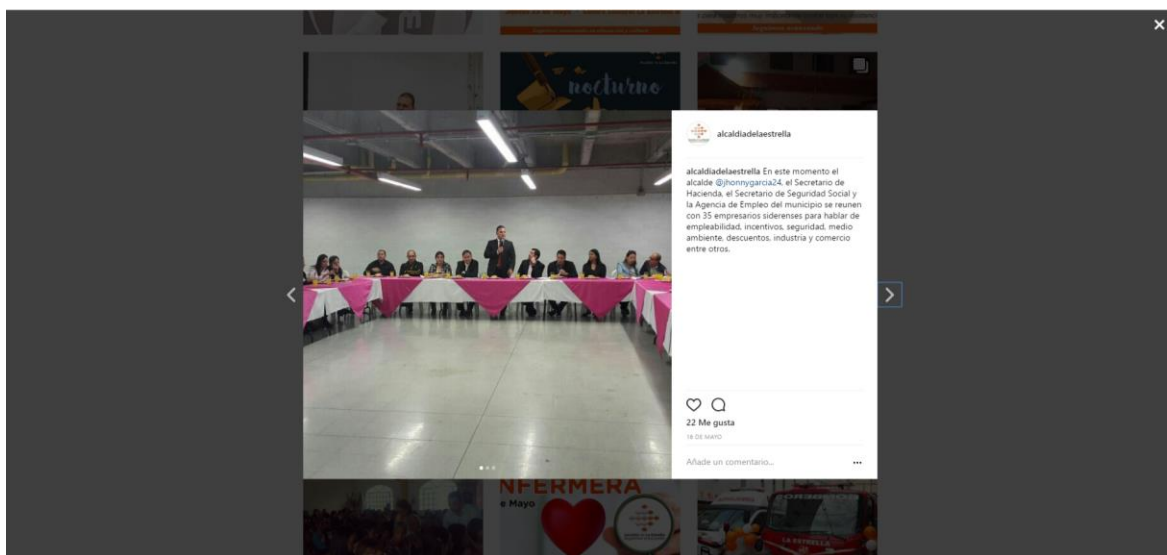 nocturno
alcaldiadelaestrella
alcaldiadelaestrella En este momento el
alcalde @jhonnygarcia24, el Secretario de
Hacienda, el Secretario de Seguridad Social y
la Agencia de Empleo del municipio se reunen
con 35 empresarios siderenses para hablar de
empleabilidad, incentivos, seguridad, medio
ambiente, descuentos, industria y comercio
entre otros.
22 Me gusta
18 DE MAYO
Añade un comentario...
NFERMERA
e Mayo
LA ESTRELLA